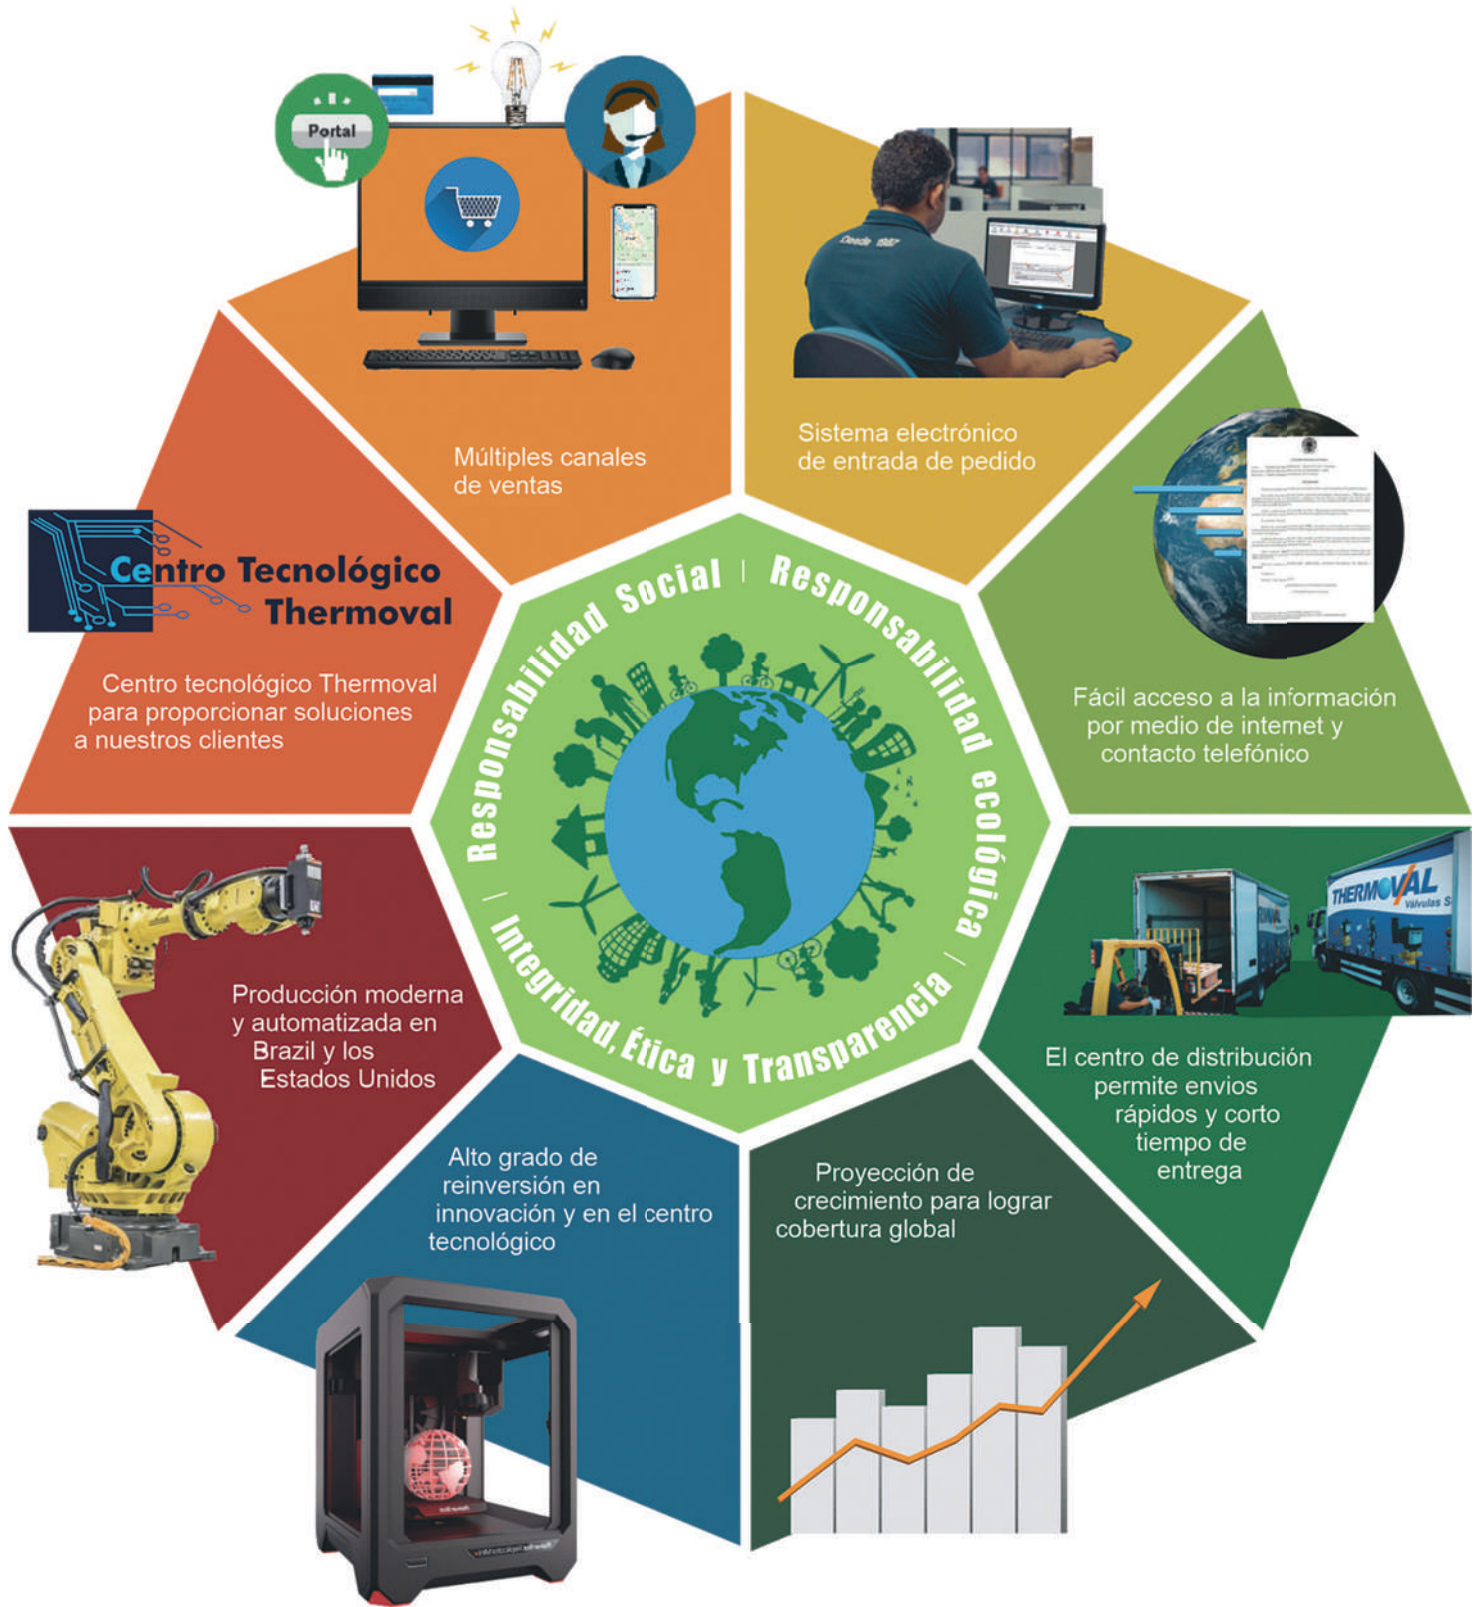 Portal
Múltiples canales
de ventas
Desde 1987
Sistema electrónico
de entrada de pedido
Fácil acceso a la información
por medio de internet y
contacto telefónico
THERMOVAL
Válvulas S
El centro de distribución
permite envios
rápidos y corto
tiempo de
entrega
Proyección de
crecimiento para lograr
cobertura global
Alto grado de
reinversión en
innovación y en el centro
tecnológico
Producción moderna
y automatizada en
Brazil y los
Estados Unidos
Centro Tecnológico
Thermoval
Centro tecnológico Thermoval
para proporcionar soluciones
a nuestros clientes
Responsabilidad Social |
Responsabilidad ecológica |
Integridad, Ética y Transparencia |